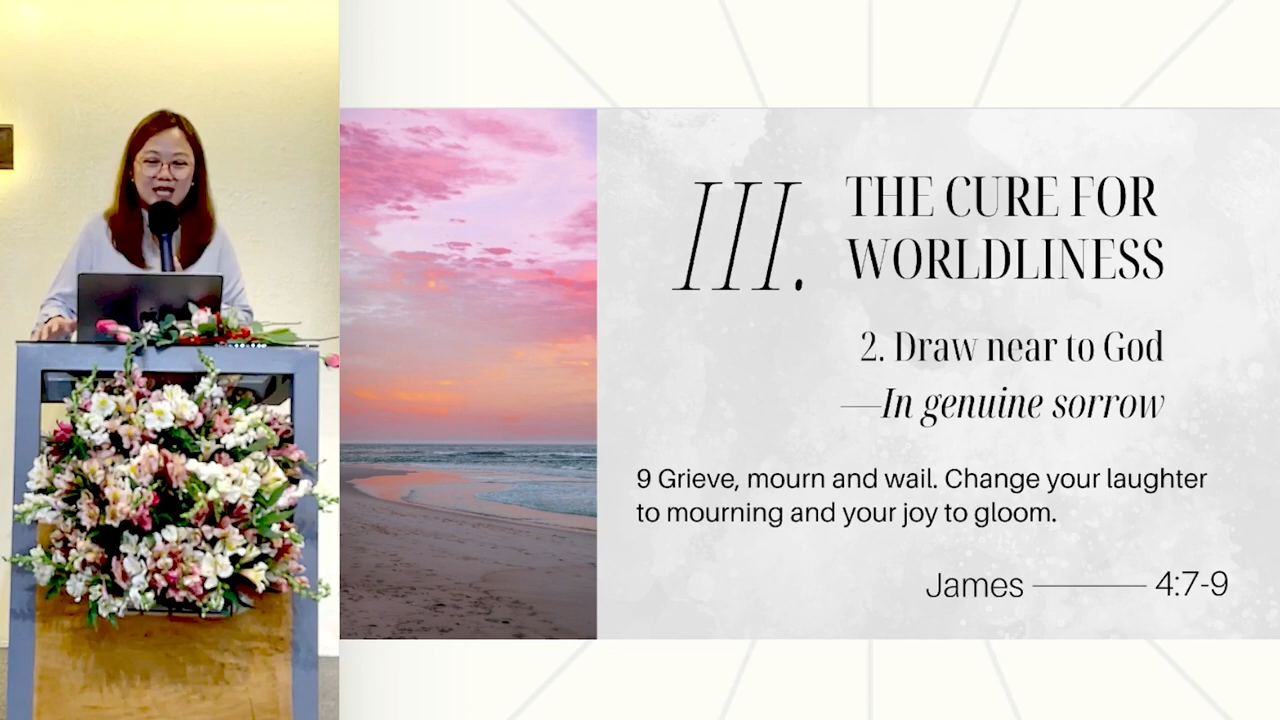 III.
THE CURE FOR
WORLDLINESS
2. Draw near to God
—In genuine sorrow
9 Grieve, mourn and wail. Change your laughter
to mourning and your joy to gloom.
James —— 4:7-9